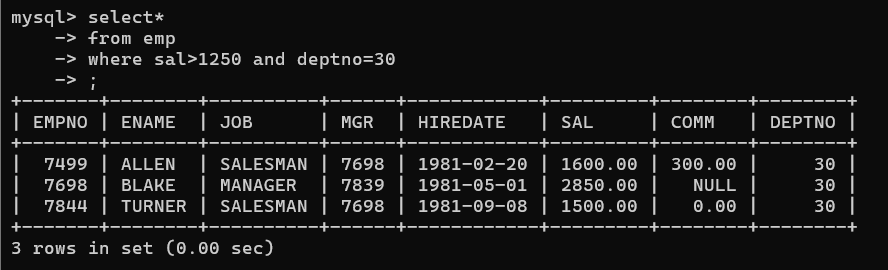 mysql> select*
    -> from emp
    -> where sal>1250 and deptno=30
    -> ;
+-------+--------+----------+------+------------+---------+--------+--------+
| EMPNO | ENAME  | JOB      | MGR  | HIREDATE   | SAL     | COMM   | DEPTNO |
+-------+--------+----------+------+------------+---------+--------+--------+
|  7499 | ALLEN  | SALESMAN | 7698 | 1981-02-20 | 1600.00 | 300.00 |     30 |
|  7698 | BLAKE  | MANAGER  | 7839 | 1981-05-01 | 2850.00 |   NULL |     30 |
|  7844 | TURNER | SALESMAN | 7698 | 1981-09-08 | 1500.00 |   0.00 |     30 |
+-------+--------+----------+------+------------+---------+--------+--------+
3 rows in set (0.00 sec)